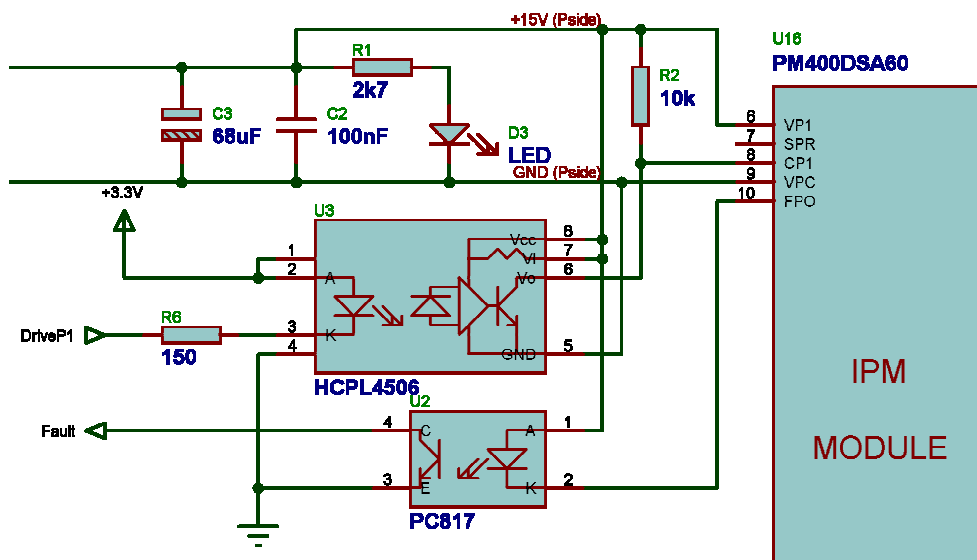 +15V (Pside)
U16
PM400DSA60
R1
2k7
R2
10k
C3
68uF
C2
100nF
D3
LED
GND (Pside)
6 VP1
7 SPR
8 CP1
9 VPC
10 FPO
+3.3V
U3
1
2 A
3 K
4
Vcc 8
VI 7
Vo 6
GND 5
DriveP1
R6
150
HCPL4506
IPM
MODULE
U2
Fault
4 C
3 E
A 1
K 2
PC817